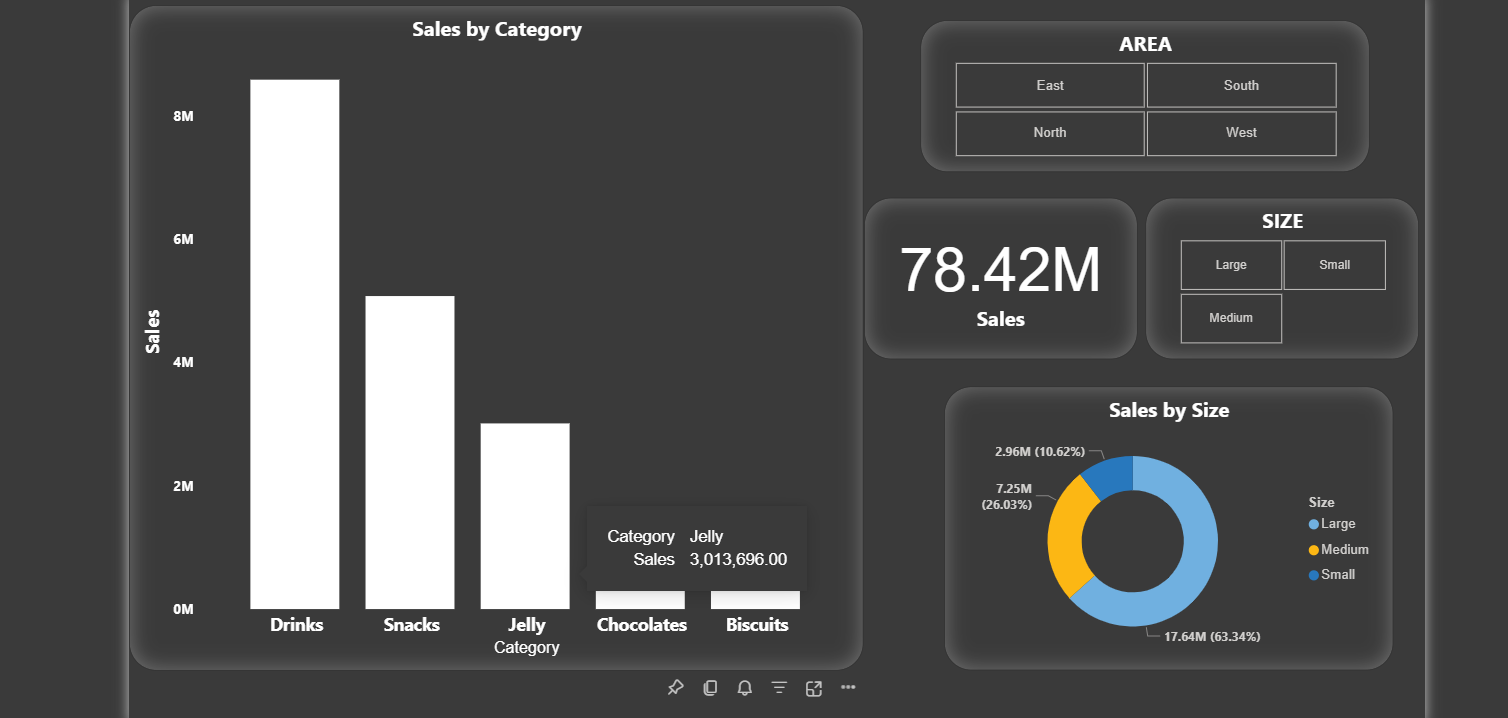 Sales by Category
8M
6M
4M
2M
0M
Sales
Drinks
Snacks
Jelly
Chocolates
Biscuits
Category
Category Jelly
Sales 3,013,696.00
AREA
East South
North West
78.42M
Sales
SIZE
Large Small
Medium
Sales by Size
2.96M (10.62%)
7.25M
(26.03%)
17.64M (63.34%)
Size
Large
Medium
Small